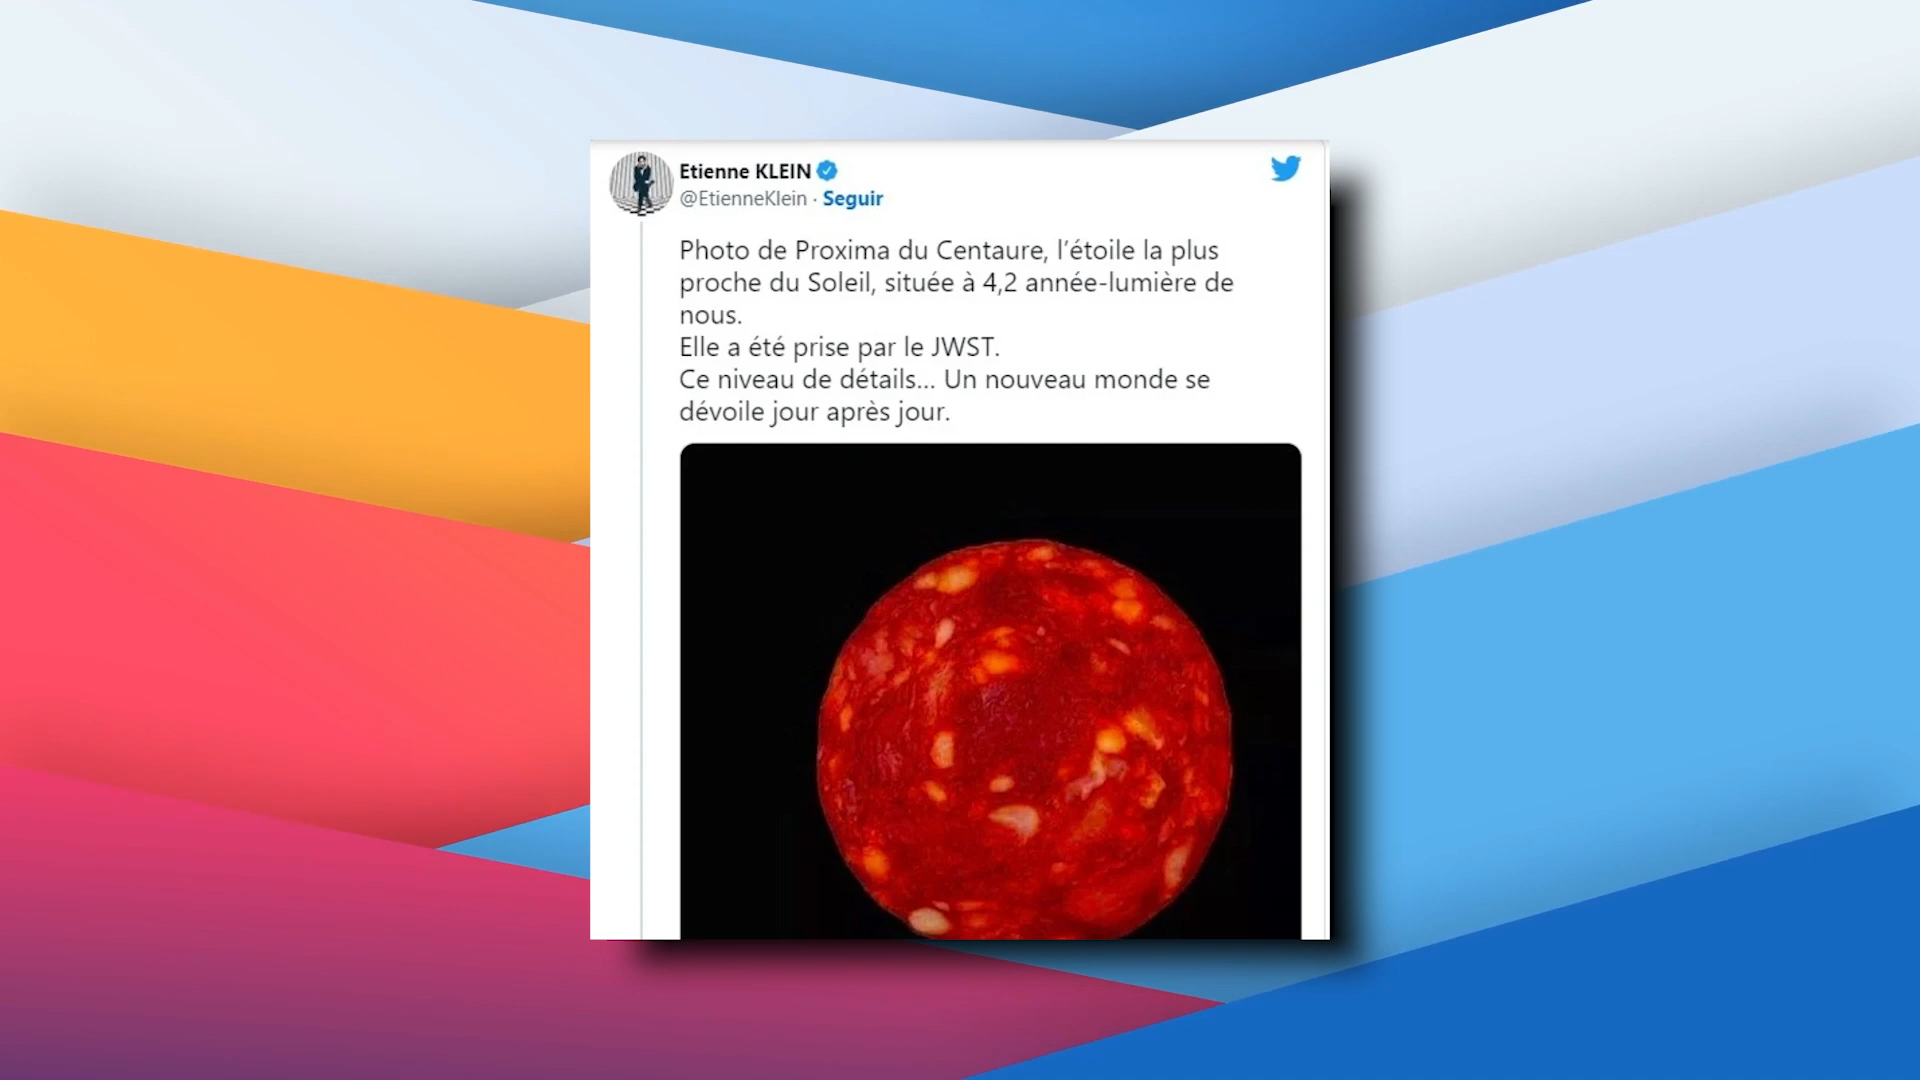 Etienne KLEIN
@EtienneKlein · Seguir
Photo de Proxima du Centaure, l’étoile la plus
proche du Soleil, située à 4,2 année-lumière de
nous.
Elle a été prise par le JWST.
Ce niveau de détails… Un nouveau monde se
dévoile jour après jour.